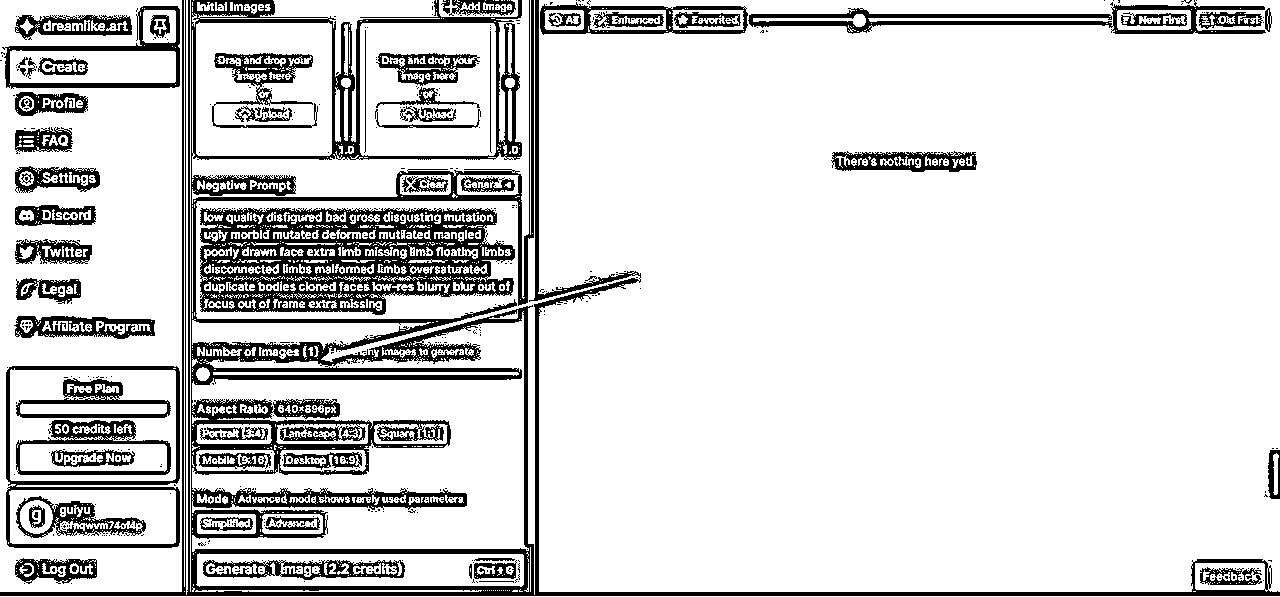 dreamlike.art
Create
Profile
FAQ
Settings
Discord
Twitter
Legal
Affiliate Program
Free Plan
50 credits left
Upgrade Now
g
guiyu
Log Out
Initial Images
Add Image
Drag and drop your
image here
or
Upload
1.0
Drag and drop your
image here
or
Upload
1.0
Negative Prompt
Clear
General
low quality disfigured bad gross disgusting mutation
ugly morbid mutated deformed mutilated mangled
poorly drawn face extra limb missing limb floating limbs
disconnected limbs malformed limbs oversaturated
duplicate bodies cloned faces low-res blurry blur out of
focus out of frame extra missing
Number of Images (1) images to generate
Aspect Ratio 640×896px
Portrait (3:4) Landscape (4:3) Square (1:1)
Mobile (9:16) Desktop (16:9)
Mode Advanced mode shows rarely used parameters
Simplified Advanced
Generate 1 image (2.2 credits) Ctrl + G
All Enhanced Favorited New First Old First
There's nothing here yet.
Feedback